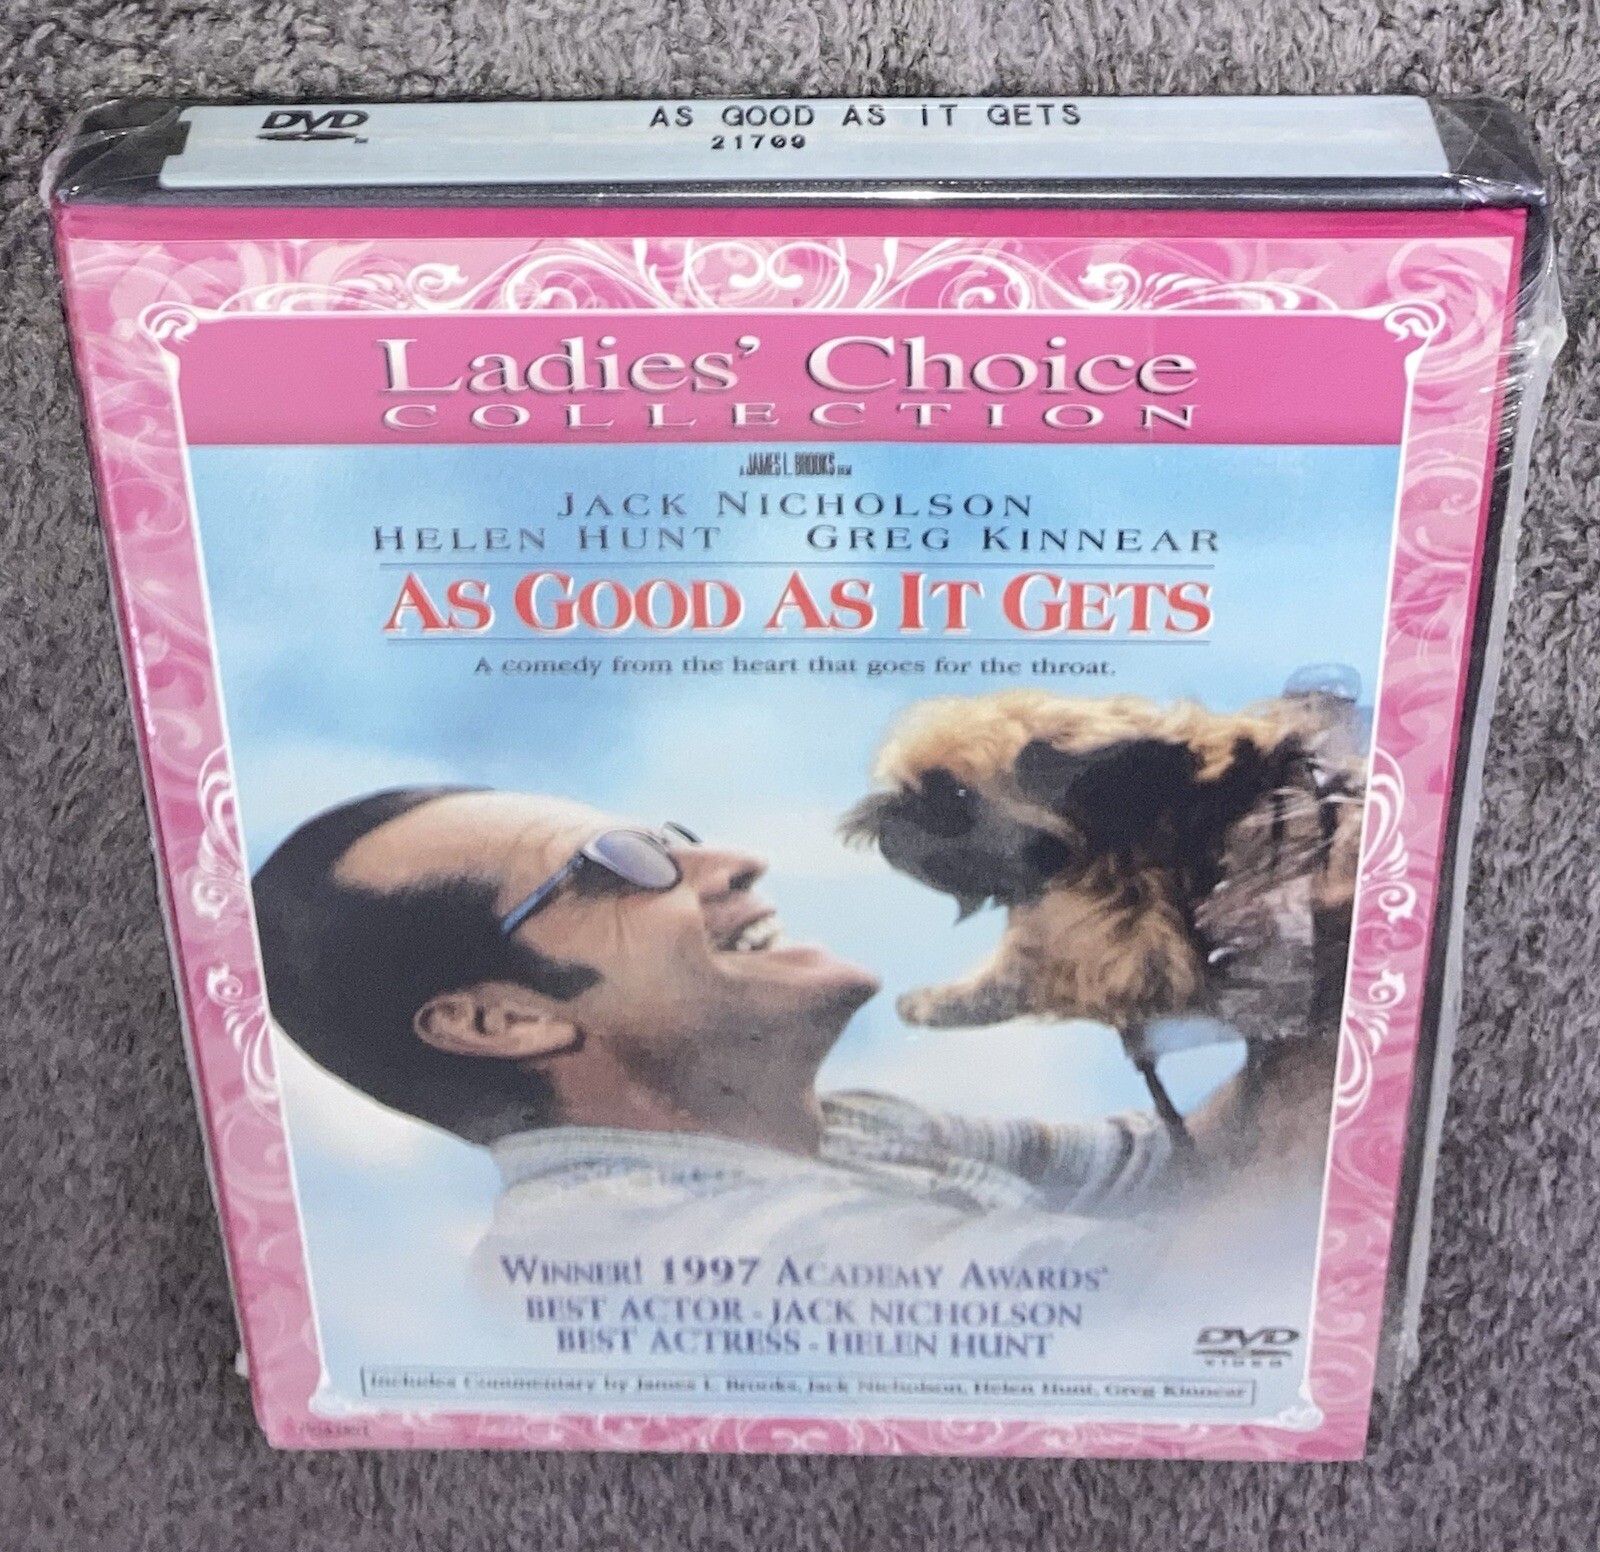 DVD
AS GOOD AS IT GETS
21709
Ladies' Choice
COLLECTION
A JAMES L. BROOKS FILM
JACK NICHOLSON
HELEN HUNT GREG KINNEAR
AS GOOD AS IT GETS
A comedy from the heart that goes for the throat.
WINNER! 1997 ACADEMY AWARDS®
BEST ACTOR - JACK NICHOLSON
BEST ACTRESS - HELEN HUNT
DVD
VIDEO
Includes Commentary by James L. Brooks, Jack Nicholson, Helen Hunt, Greg Kinnear